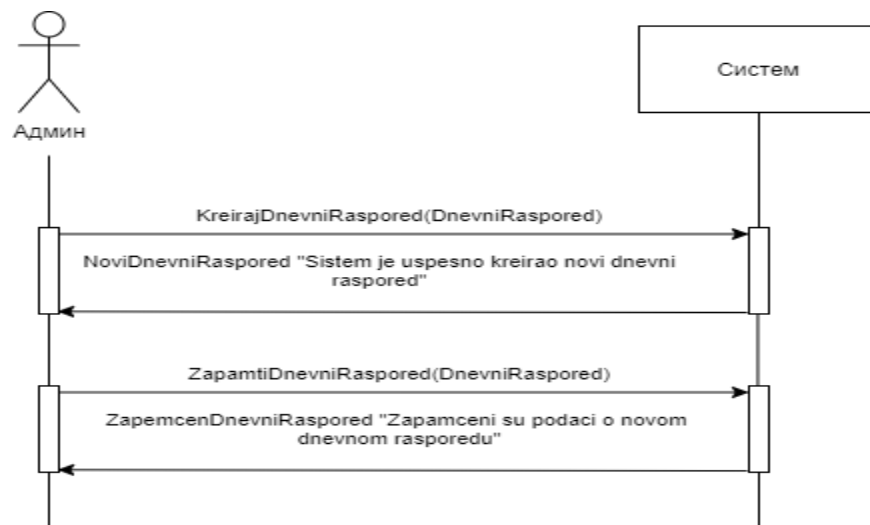 Систем
Админ
KreirajDnevniRaspored(DnevniRaspored)
NoviDnevniRaspored "Sistem je uspesno kreirao novi dnevni
raspored"
ZapamtiDnevniRaspored(DnevniRaspored)
ZapemcenDnevniRaspored "Zapamceni su podaci o novom
dnevnom rasporedu"